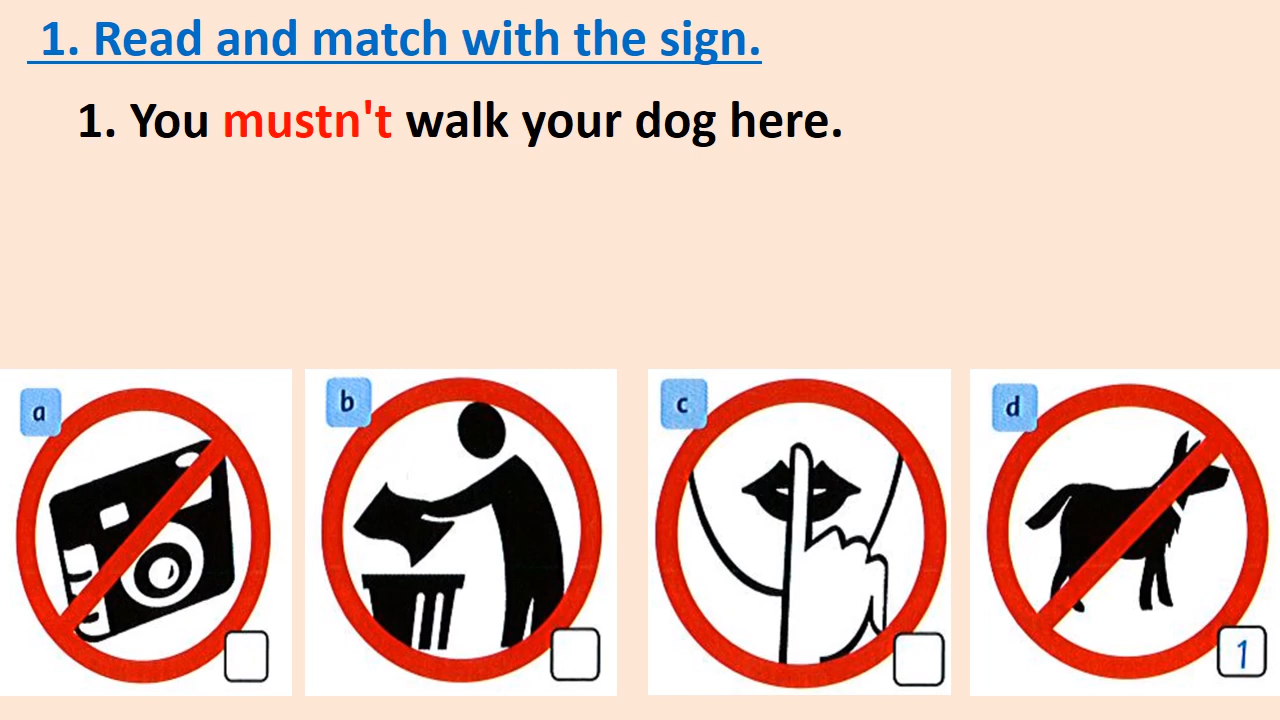 1. Read and match with the sign.
1. You mustn't walk your dog here.
a
b
c
d
1